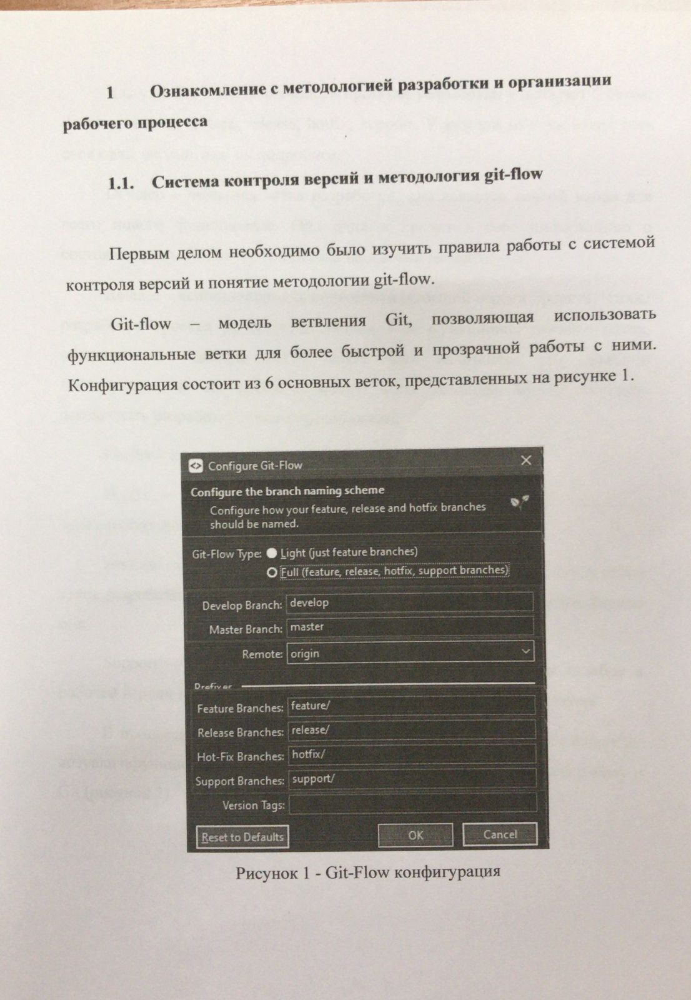 1 Ознакомление с методологией разработки и организации
рабочего процесса
1.1. Система контроля версий и методология git-flow
Первым делом необходимо было изучить правила работы с системой
контроля версий и понятие методологии git-flow.
Git-flow – модель ветвления Git, позволяющая использовать
функциональные ветки для более быстрой и прозрачной работы с ними.
Конфигурация состоит из 6 основных веток, представленных на рисунке 1.
Configure Git-Flow
Configure the branch naming scheme
Configure how your feature, release and hotfix branches
should be named.
Git-Flow Type: Light (just feature branches)
Full (feature, release, hotfix, support branches)
Develop Branch: develop
Master Branch: master
Remote: origin
Prefixes
Feature Branches: feature/
Release Branches: release/
Hot-Fix Branches: hotfix/
Support Branches: support/
Version Tags:
Reset to Defaults OK Cancel
Рисунок 1 - Git-Flow конфигурация